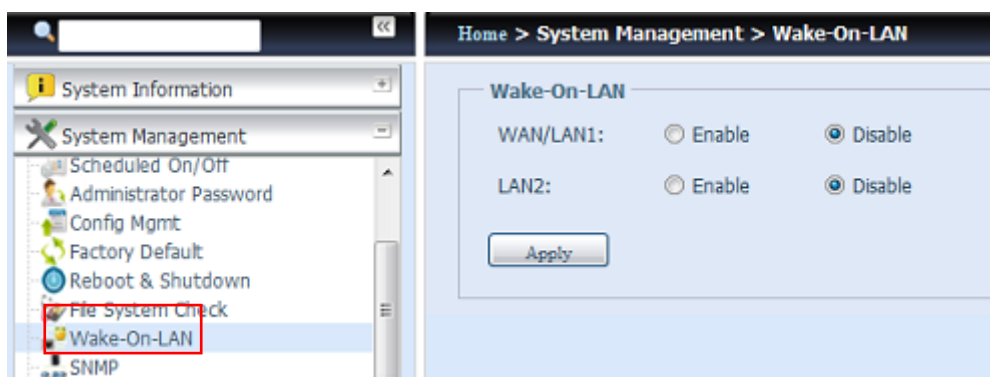 Home > System Management > Wake-On-LAN
System Information
System Management
Scheduled On/Off
Administrator Password
Config Mgmt
Factory Default
Reboot & Shutdown
File System Check
Wake-On-LAN
SNMP
Wake-On-LAN
WAN/LAN1: Enable Disable
LAN2: Enable Disable
Apply